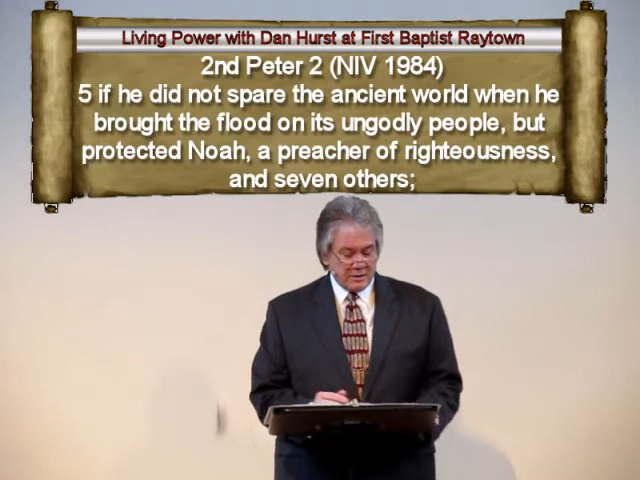 Living Power with Dan Hurst at First Baptist Raytown
2nd Peter 2 (NIV 1984)
5 if he did not spare the ancient world when he
brought the flood on its ungodly people, but
protected Noah, a preacher of righteousness,
and seven others;